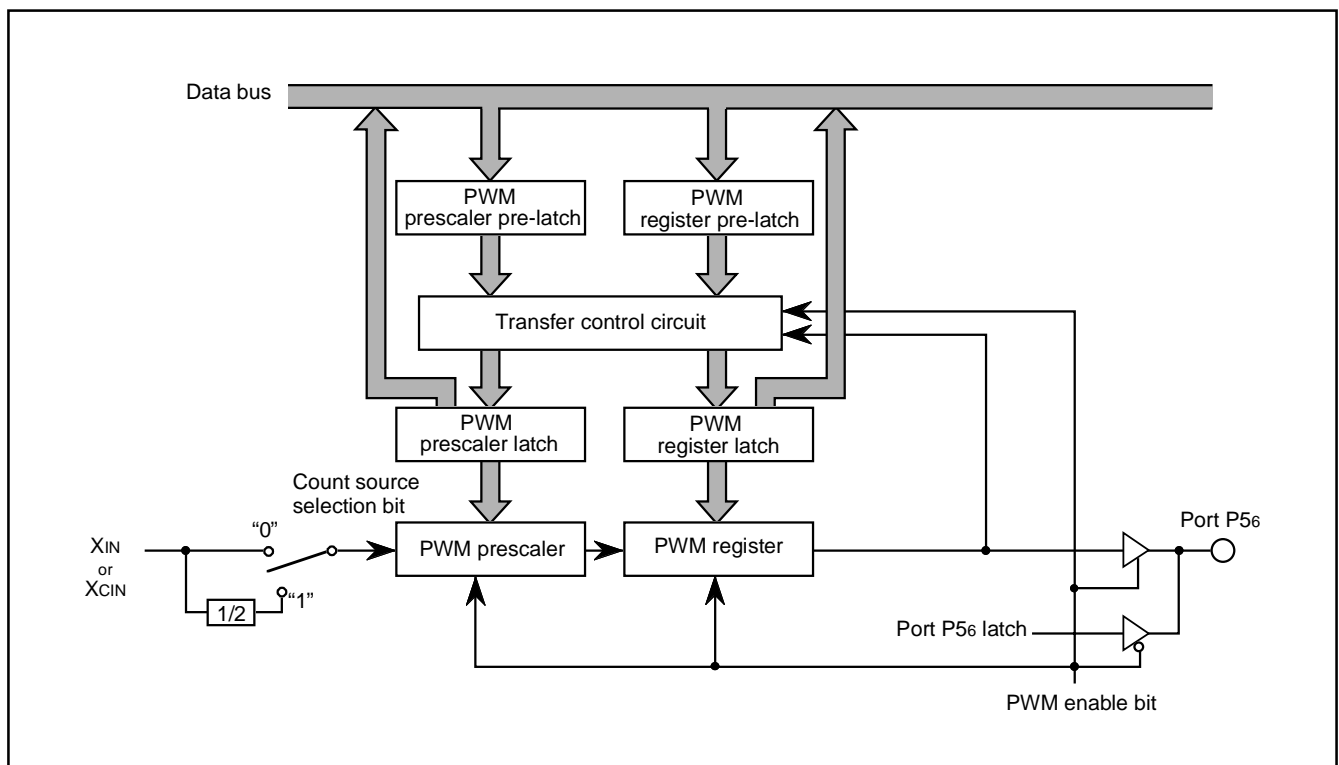 Data bus
PWM
prescaler pre-latch
PWM
register pre-latch
Transfer control circuit
PWM
prescaler latch
PWM
register latch
Count source
selection bit
“0”
XIN
or
XCIN
“1”
1/2
PWM prescaler
PWM register
Port P56
Port P56 latch
PWM enable bit